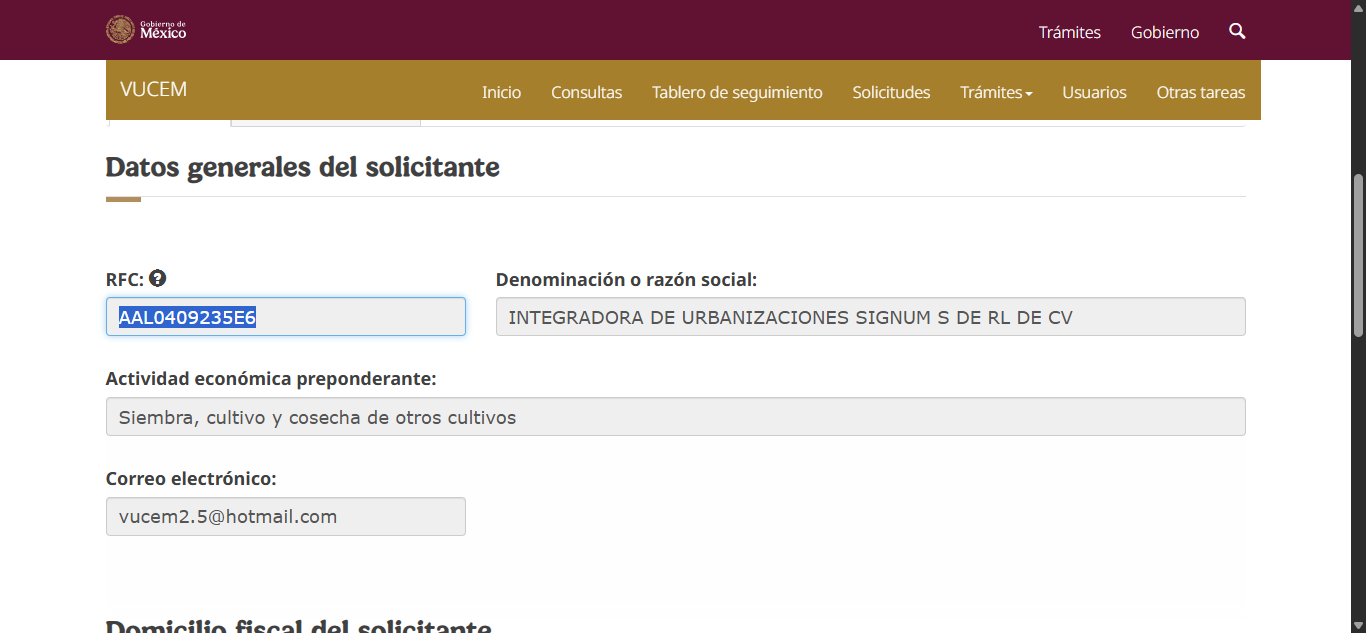 Gobierno de
México
Trámites Gobierno
VUCEM
Inicio Consultas Tablero de seguimiento Solicitudes Trámites Usuarios Otras tareas
Datos generales del solicitante
RFC: ?
Denominación o razón social:
AAL0409235E6
INTEGRADORA DE URBANIZACIONES SIGNUM S DE RL DE CV
Actividad económica preponderante:
Siembra, cultivo y cosecha de otros cultivos
Correo electrónico:
vucem2.5@hotmail.com
Domicilio fiscal del solicitante